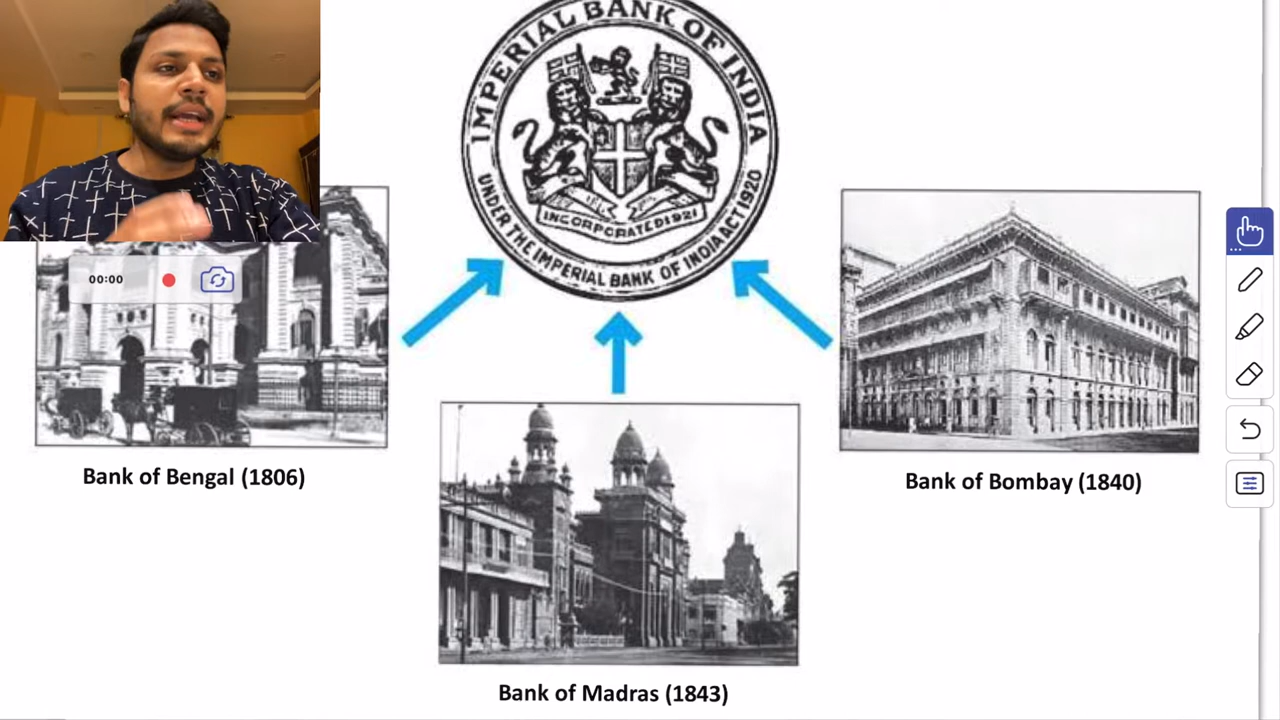 IMPERIAL BANK OF INDIA
INCORPORATED 1921
UNDER THE IMPERIAL BANK OF INDIA ACT 1920
00:00
Bank of Bengal (1806)
Bank of Bombay (1840)
Bank of Madras (1843)